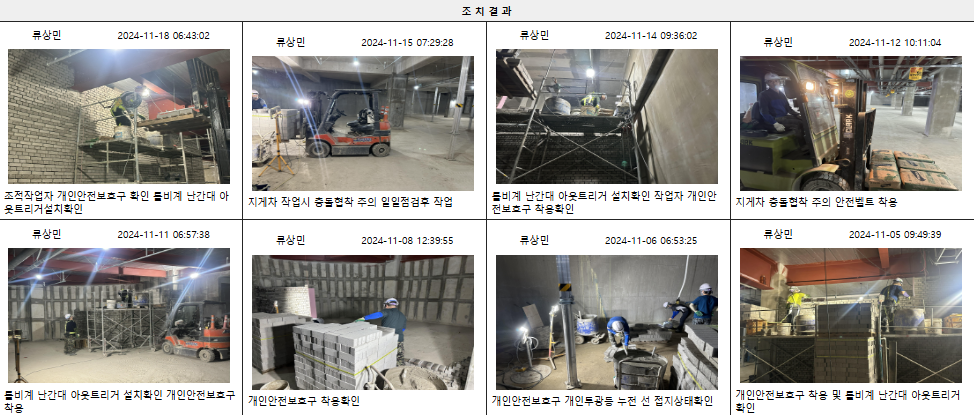 조 치 결 과
류상민 2024-11-18 06:43:02
류상민 2024-11-15 07:29:28
류상민 2024-11-14 09:36:02
류상민 2024-11-12 10:11:04
CLARK
조적작업자 개인안전보호구 확인 틀비계 난간대 아
웃트리거설치확인
지게차 작업시 충돌협착 주의 일일점검후 작업
틀비계 난간대 아웃트리거 설치확인 작업자 개인안
전보호구 착용확인
지게차 충돌협착 주의 안전벨트 착용
류상민 2024-11-11 06:57:38
류상민 2024-11-08 12:39:55
류상민 2024-11-06 06:53:25
류상민 2024-11-05 09:49:39
틀비계 난간대 아웃트리거 설치확인 개인안전보호구
착용
개인안전보호구 착용확인
개인안전보호구 개인투광등 누전 선 접지상태확인
개인안전보호구 착용 및 틀비계 난간대 아웃트리거
확인